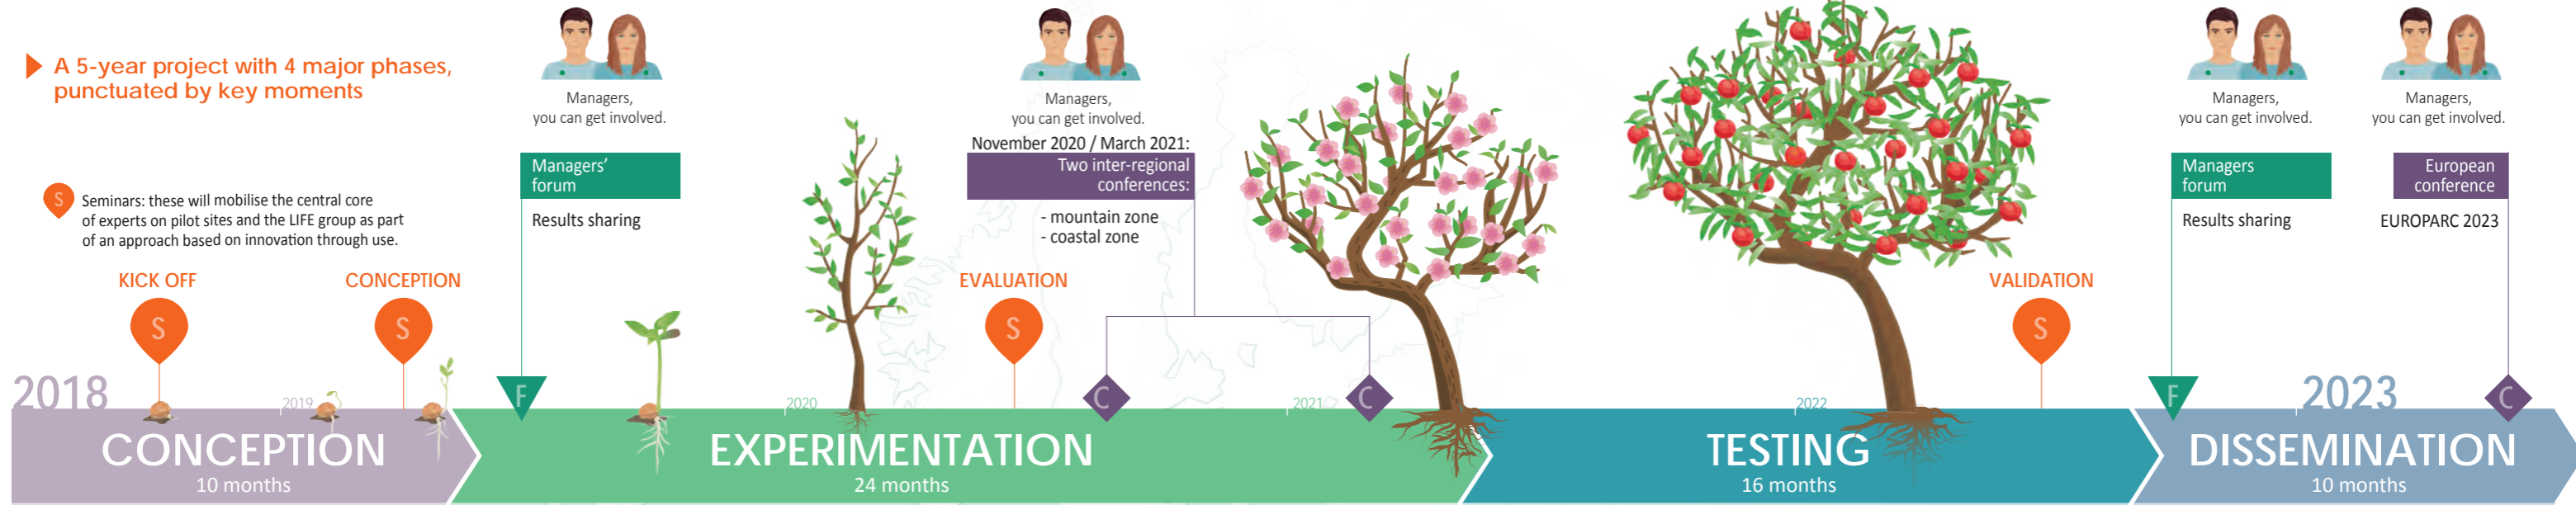 A 5-year project with 4 major phases,
punctuated by key moments
S
Seminars: these will mobilise the central core
of experts on pilot sites and the LIFE group as part
of an approach based on innovation through use.
KICK OFF
S
CONCEPTION
S
Managers,
you can get involved.
Managers'
forum
Results sharing
F
EVALUATION
S
Managers,
you can get involved.
November 2020 / March 2021:
Two inter-regional
conferences:
- mountain zone
- coastal zone
C
C
VALIDATION
S
Managers,
you can get involved.
Managers
forum
Results sharing
F
Managers,
you can get involved.
European
conference
EUROPARC 2023
C
2018
2019
2020
2021
2022
2023
CONCEPTION
10 months
EXPERIMENTATION
24 months
TESTING
16 months
DISSEMINATION
10 months